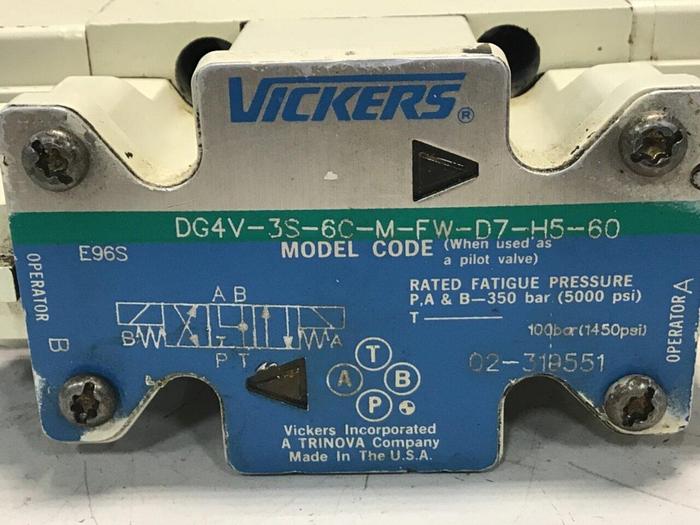 VICKERS®
DG4V-3S-6C-M-FW-D7-H5-60
E96S
MODEL CODE (When used as a pilot valve)
OPERATOR B
RATED FATIGUE PRESSURE
P,A & B—350 bar (5000 psi)
T
100bar(1450psi)
OPERATOR A
A B
B A
P T
02-319551
T
A B
P
Vickers Incorporated
A TRINOVA Company
Made In The U.S.A.